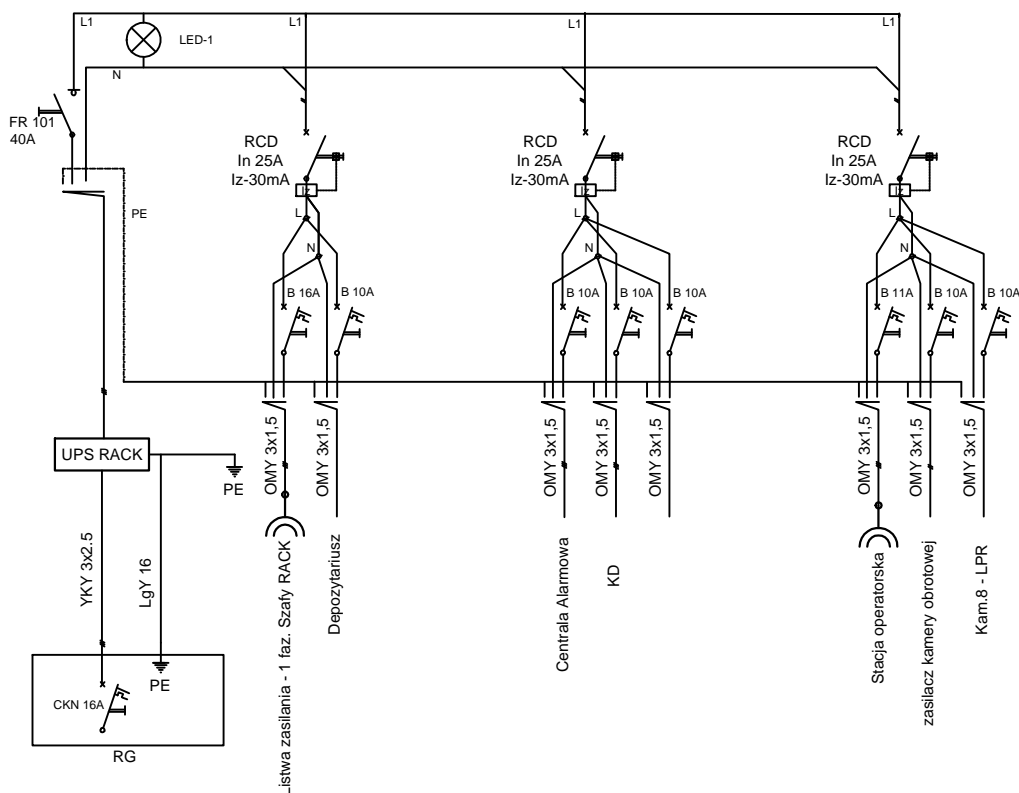 L1
LED-1
L1
L1
L1
N
FR 101
40A
RCD
In 25A
Iz-30mA
RCD
In 25A
Iz-30mA
RCD
In 25A
Iz-30mA
Iz
Iz
Iz
PE
L
L
L
N
N
N
B 16A
B 10A
B 10A
B 10A
B 10A
B 11A
B 10A
B 10A
OMY 3x1,5
OMY 3x1,5
OMY 3x1,5
OMY 3x1,5
OMY 3x1,5
OMY 3x1,5
OMY 3x1,5
OMY 3x1,5
UPS RACK
PE
YKY 3x2.5
LgY 16
Listwa zasilania - 1 faz. Szafy RACK
Depozytariusz
Centrala Alarmowa
KD
Stacja operatorska
zasilacz kamery obrotowej
Kam.8 - LPR
PE
CKN 16A
RG